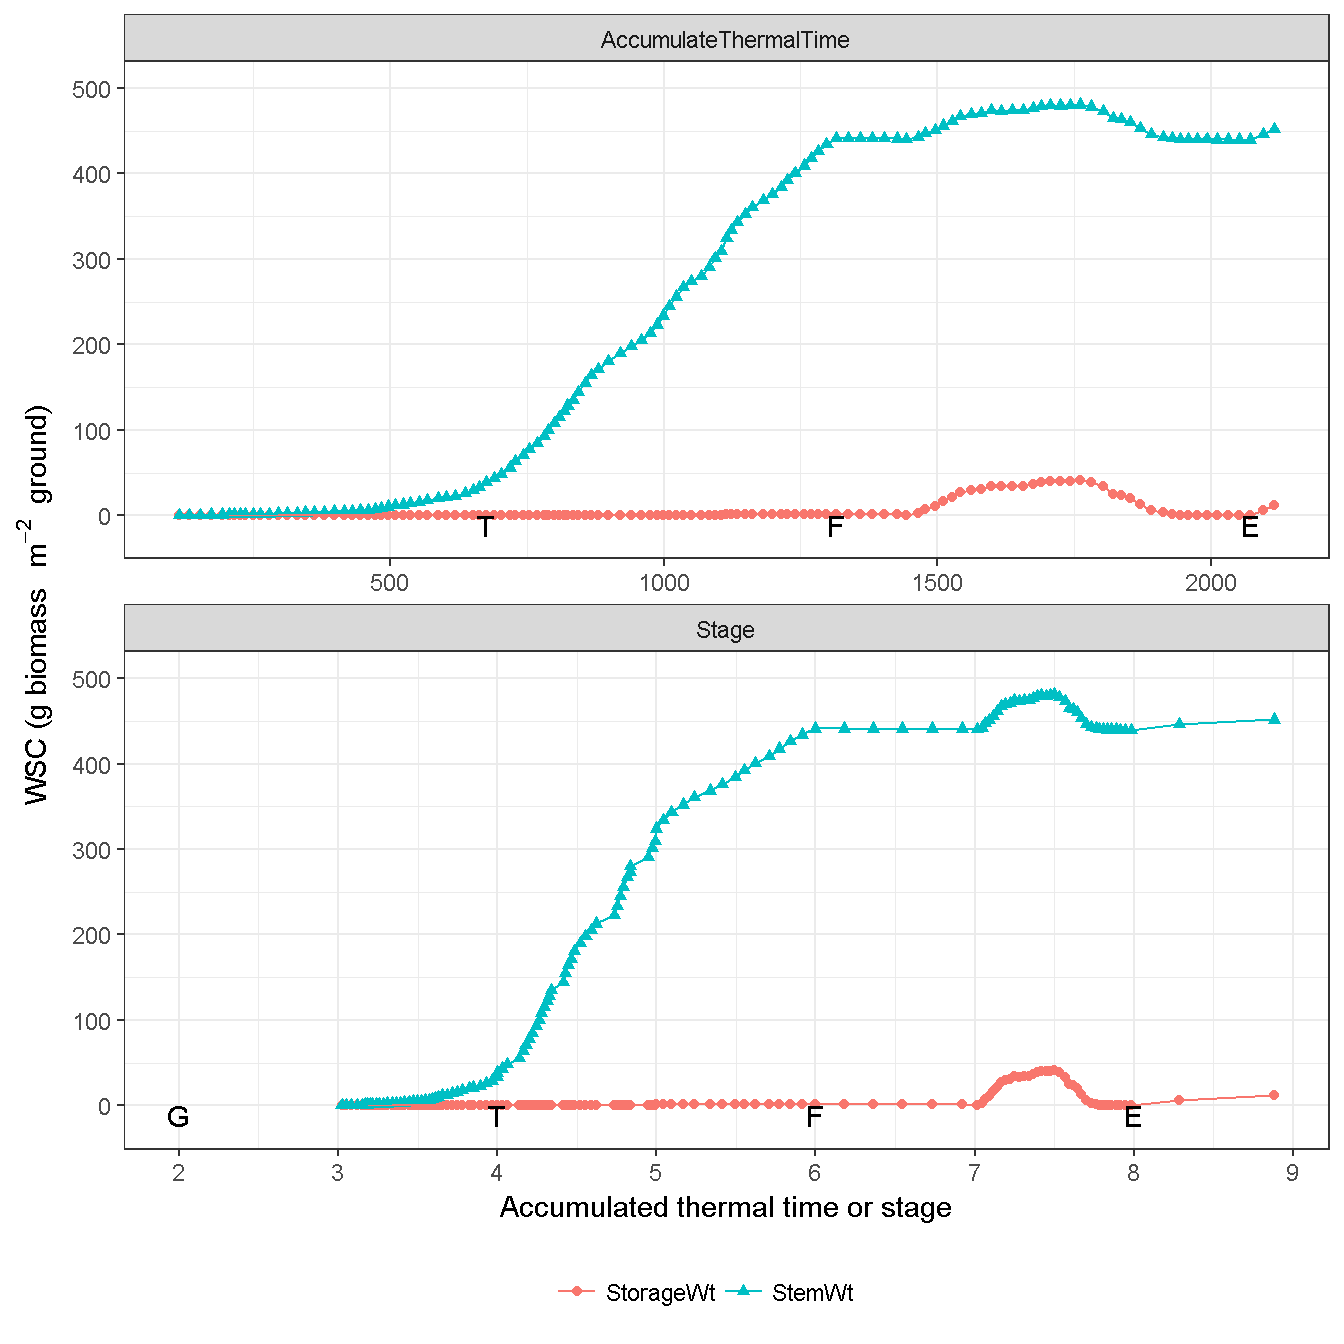 AccumulateThermalTime
500
400
300
200
100
0
T
F
E
500
1000
1500
2000
WSC (g biomass m⁻² ground)
Stage
500
400
300
200
100
0
G
T
F
E
2
3
4
5
6
7
8
9
Accumulated thermal time or stage
StorageWt
StemWt